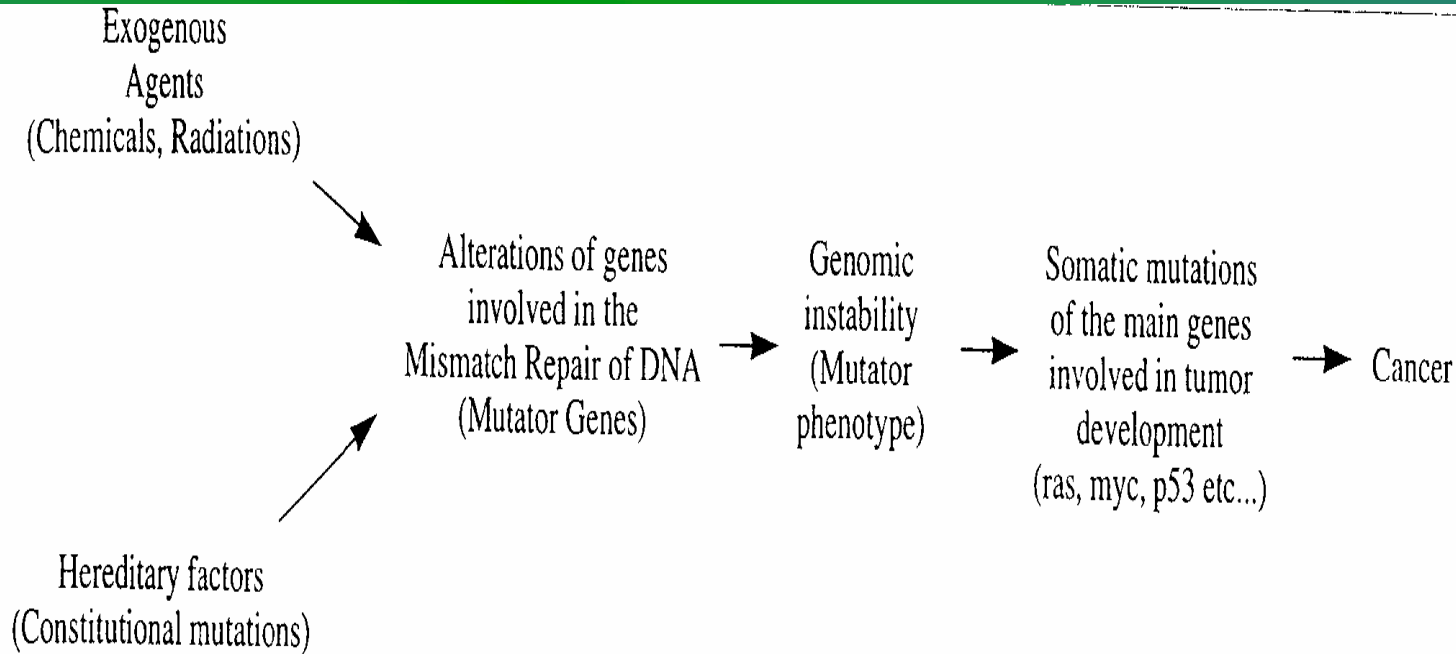 Exogenous
Agents
(Chemicals, Radiations)
Alterations of genes
involved in the
Mismatch Repair of DNA
(Mutator Genes)
Genomic
instability
(Mutator
phenotype)
Somatic mutations
of the main genes
involved in tumor
development
(ras, myc, p53 etc...)
Cancer
Hereditary factors
(Constitutional mutations)